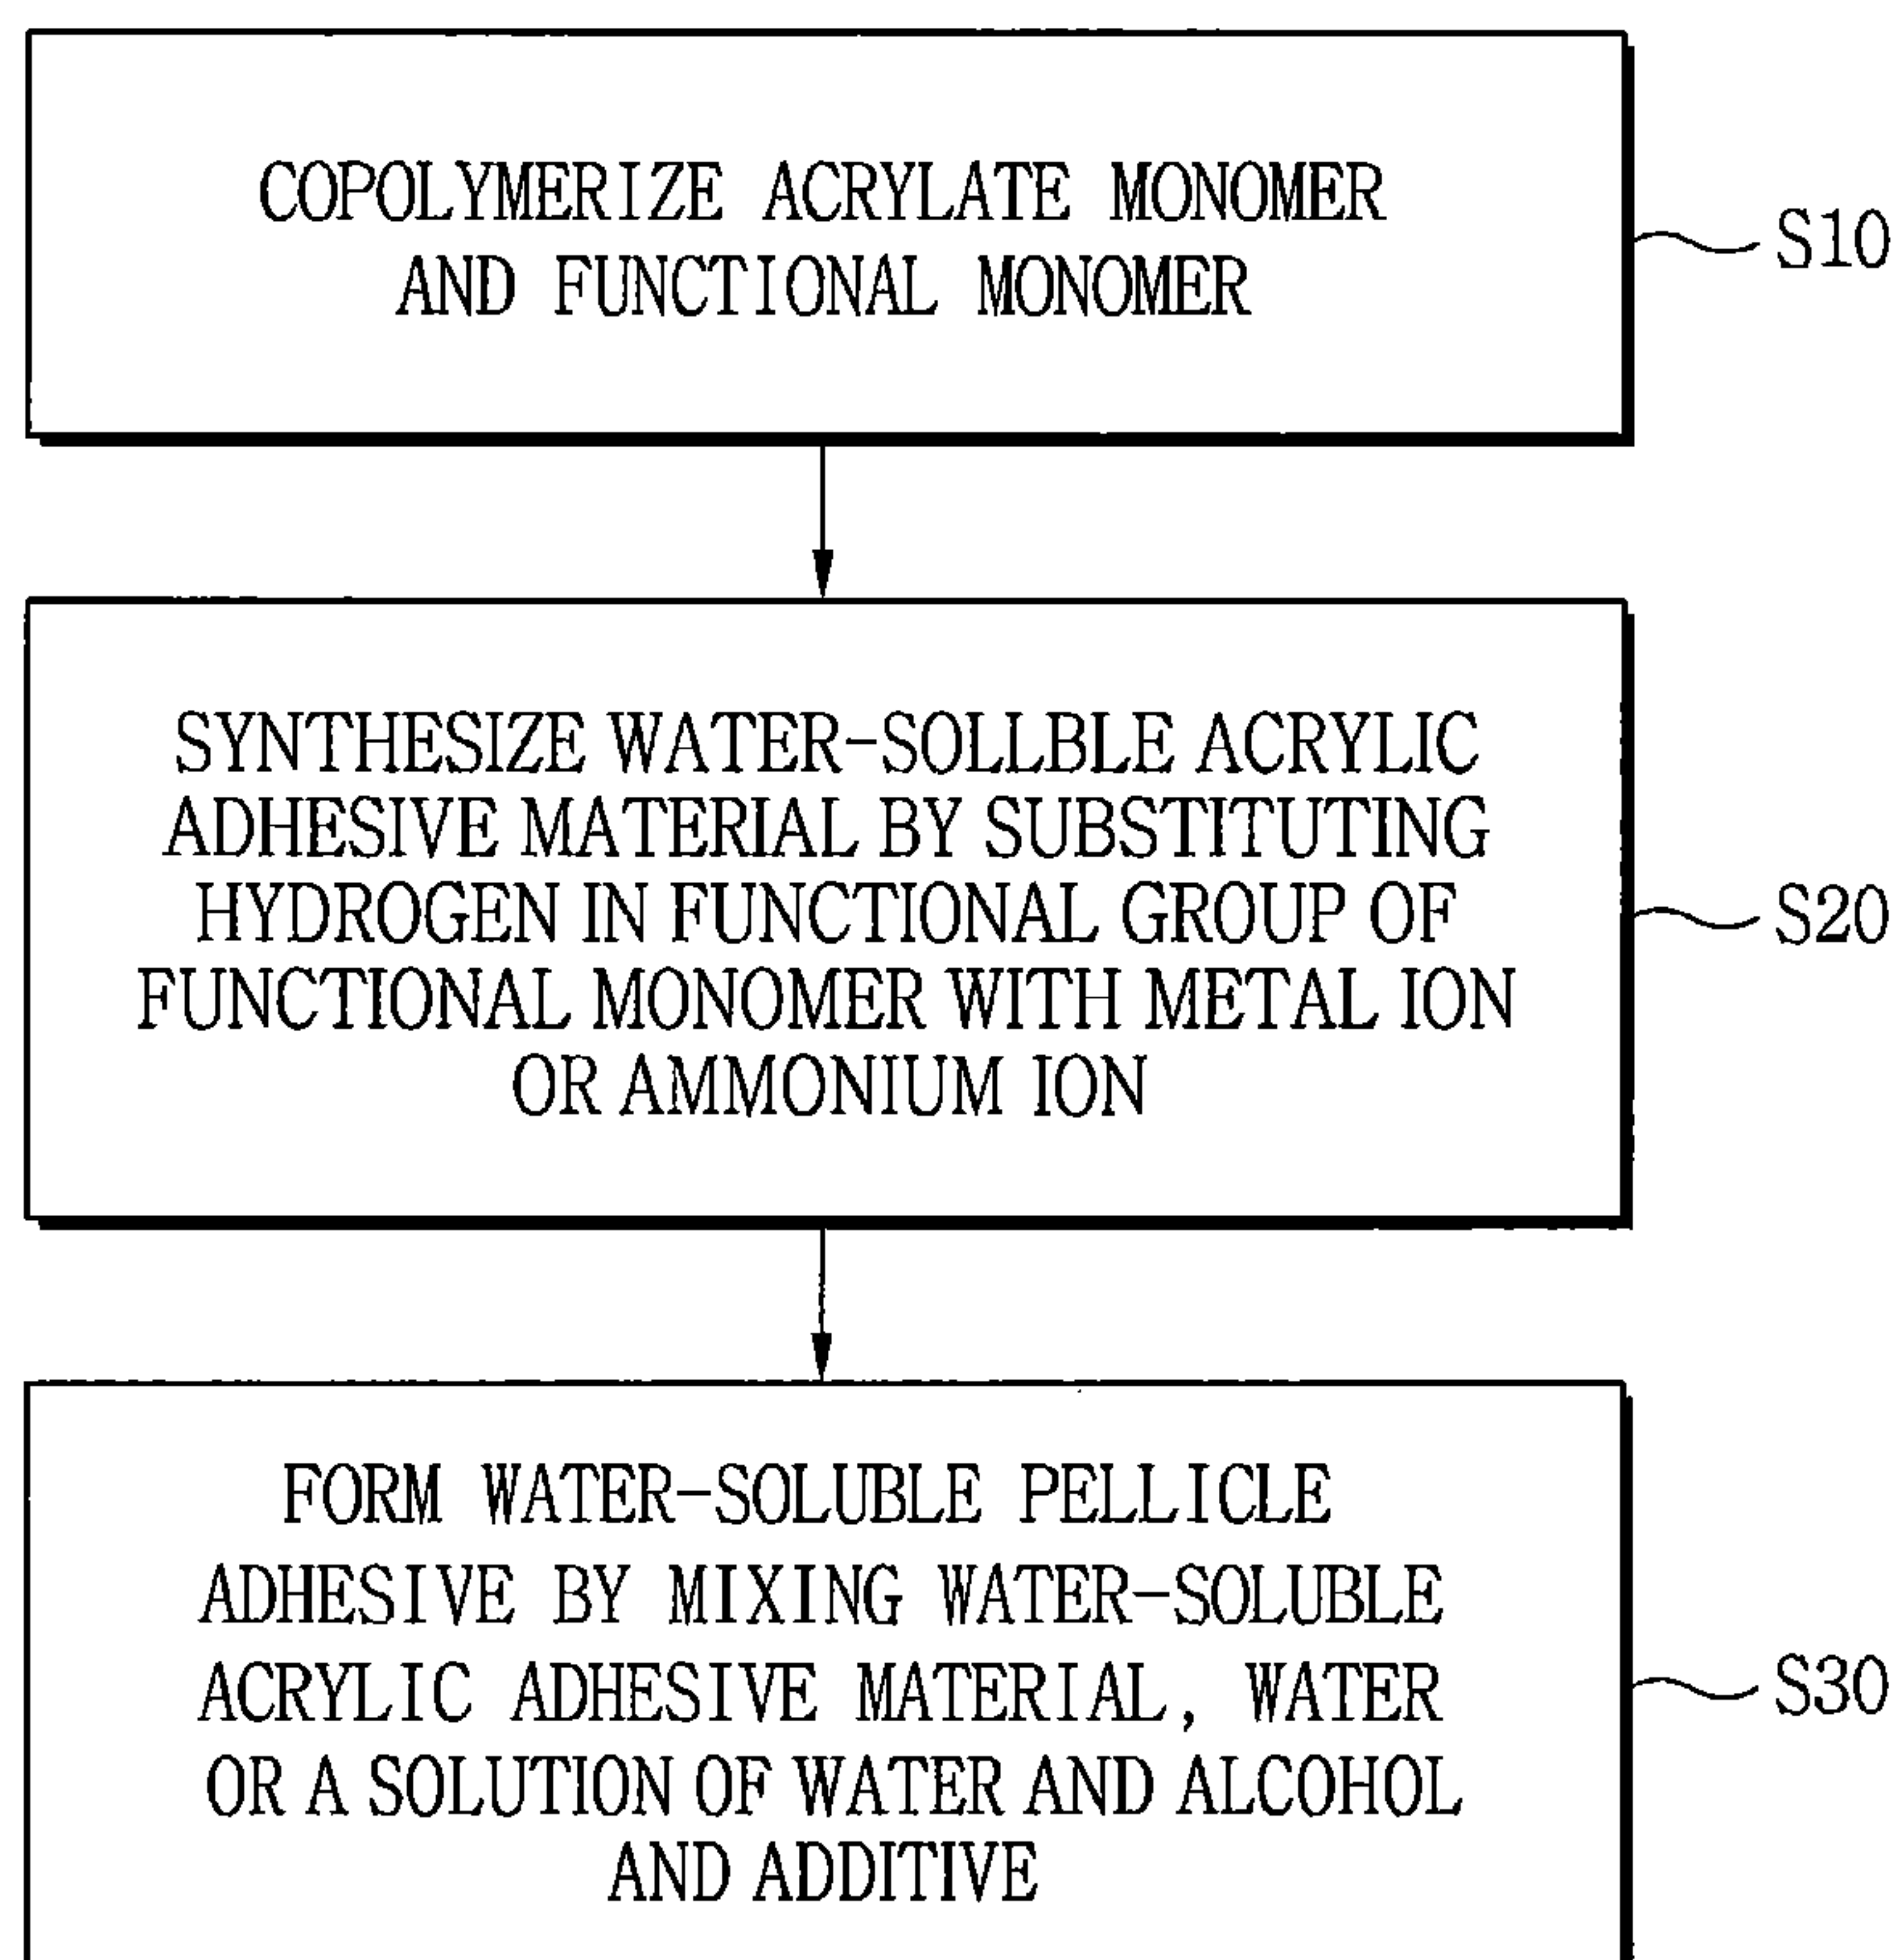 COPOLYMERIZE ACRYLATE MONOMER
AND FUNCTIONAL MONOMER
S10
SYNTHESIZE WATER-SOLLBLE ACRYLIC
ADHESIVE MATERIAL BY SUBSTITUTING
HYDROGEN IN FUNCTIONAL GROUP OF
FUNCTIONAL MONOMER WITH METAL ION
OR AMMONIUM ION
S20
FORM WATER-SOLUBLE PELLICLE
ADHESIVE BY MIXING WATER-SOLUBLE
ACRYLIC ADHESIVE MATERIAL, WATER
OR A SOLUTION OF WATER AND ALCOHOL
AND ADDITIVE
S30